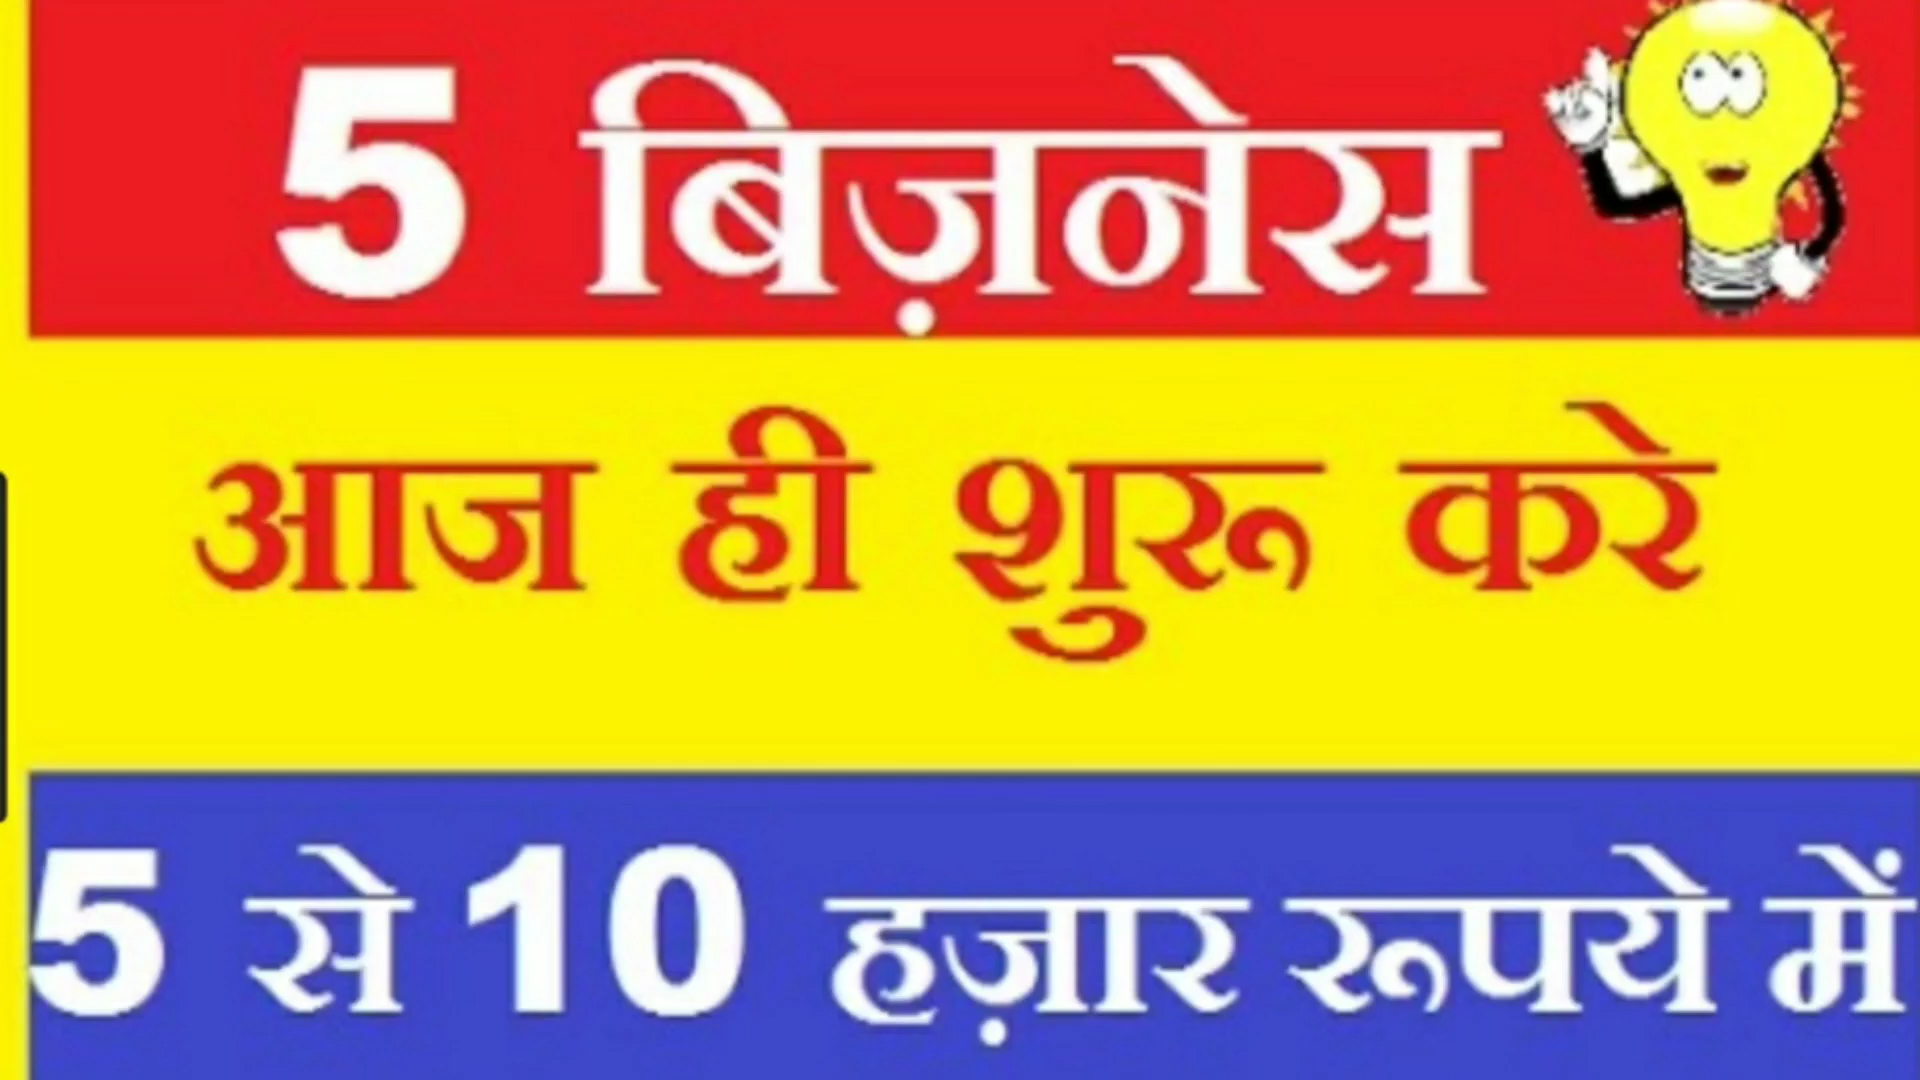 5 बिज़नेस
आज ही शुरू करे
5 से 10 हज़ार रूपये में